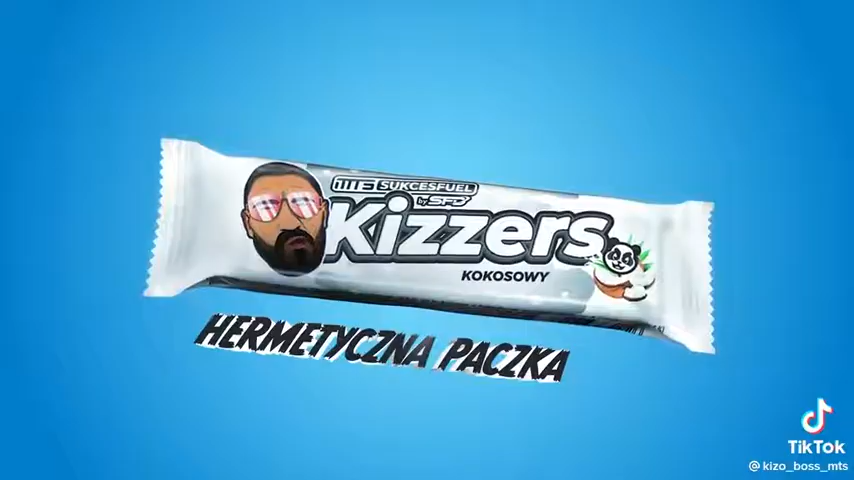 MTS SUKCESFUEL
by SFD
Kizzers
KOKOSOWY
HERMETYCZNA PACZKA
TikTok
@kizo_boss_mts